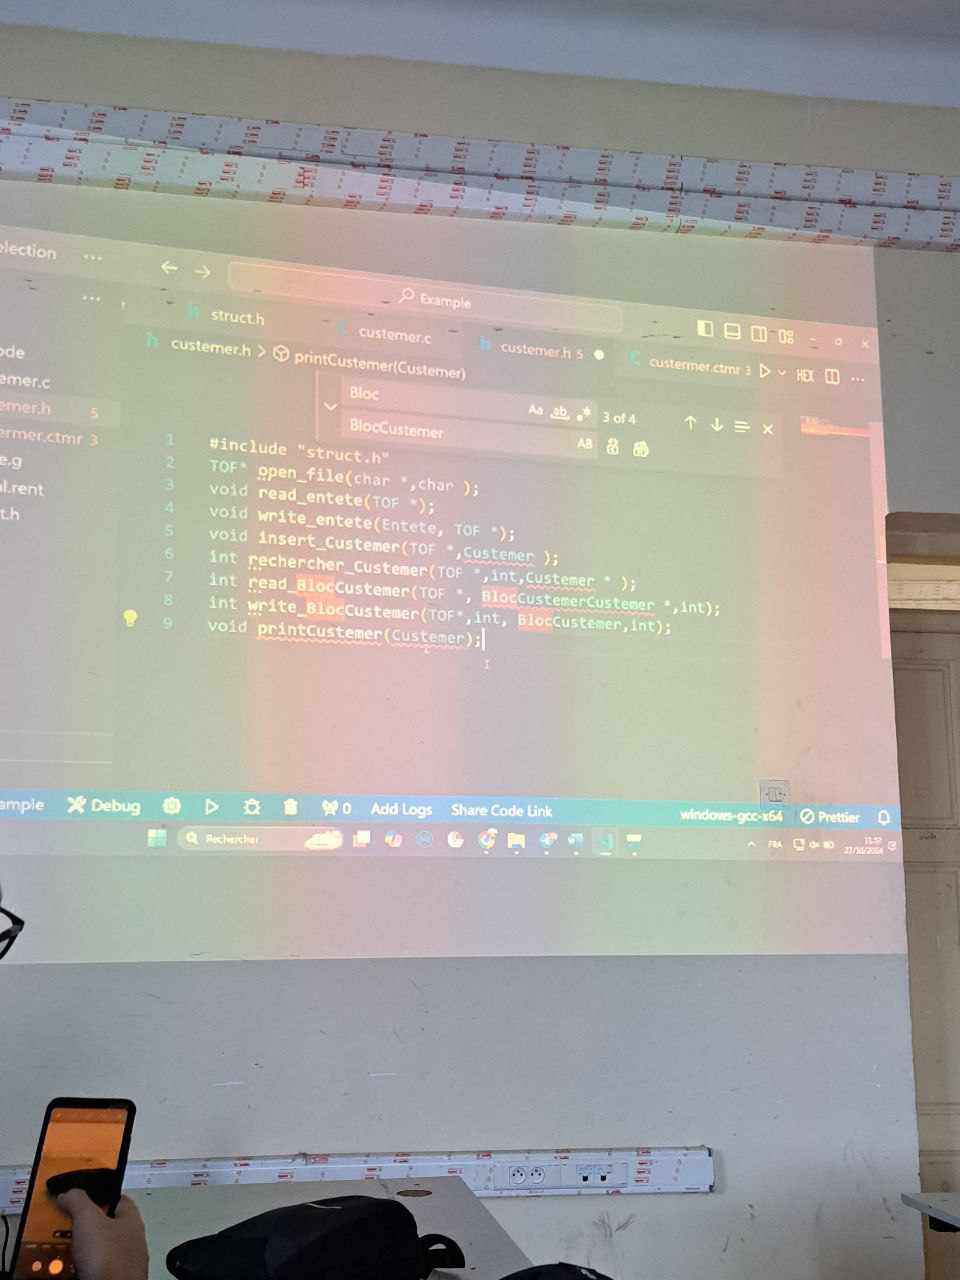 election ...
Example
struct.h
custemer.c
custemer.h 5
custermer.ctmr 3
HEX
...
custemer.h > printCustemer(Custemer)
Bloc
Aa ab .* 3 of 4
BlocCustemer
AB
ode
emer.c
emer.h 5
ermer.ctmr 3
e.g
al.rent
t.h
1 #include "struct.h"
2 TOF* open_file(char *,char );
3 void read_entete(TOF *);
4 void write_entete(Entete, TOF *);
5 void insert_Custemer(TOF *,Custemer );
6 int rechercher_Custemer(TOF *,int,Custemer * );
7 int read_BlocCustemer(TOF *, BlocCustemerCustemer *,int);
8 int write_BlocCustemer(TOF*,int, BlocCustemer,int);
9 void printCustemer(Custemer);
ample Debug 0 Add Logs Share Code Link windows-gcc-x64 Prettier
Rechercher
FRA
11:37
27/10/2024